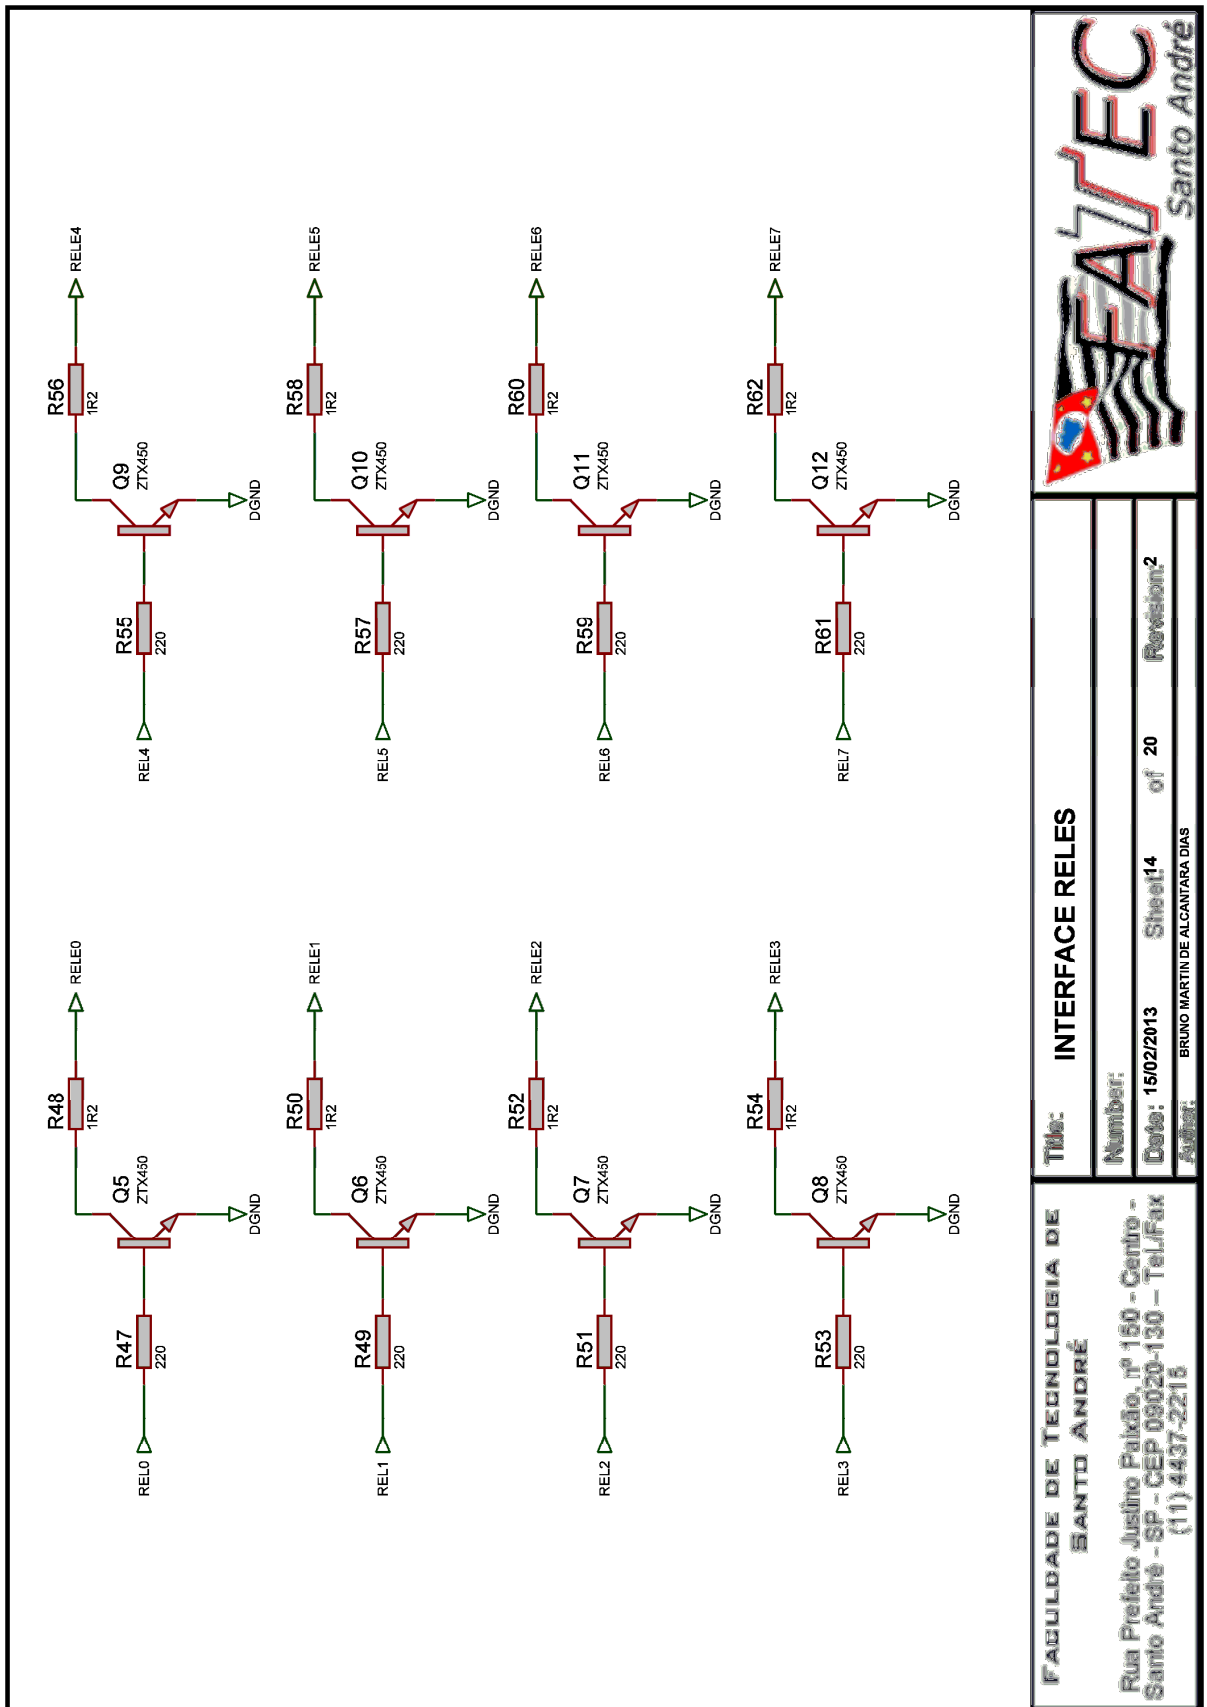 REL0
R47
220
Q5
ZTX450
DGND
R48
1R2
RELE0
REL4
R55
220
Q9
ZTX450
DGND
R56
1R2
RELE4
REL1
R49
220
Q6
ZTX450
DGND
R50
1R2
RELE1
REL5
R57
220
Q10
ZTX450
DGND
R58
1R2
RELE5
REL2
R51
220
Q7
ZTX450
DGND
R52
1R2
RELE2
REL6
R59
220
Q11
ZTX450
DGND
R60
1R2
RELE6
REL3
R53
220
Q8
ZTX450
DGND
R54
1R2
RELE3
REL7
R61
220
Q12
ZTX450
DGND
R62
1R2
RELE7
FACULDADE DE TECNOLOGIA DE
SANTO ANDRÉ
Rua Prefeito Justino Paixão, nº 150 - Centro -
Santo André - SP - CEP 09020-130 – Tel./Fax
(11) 4437-2215
Title:
INTERFACE RELES
Number:
Date: 15/02/2013 Sheet: 14 of 20 Revision: 2
Author: BRUNO MARTIN DE ALCANTARA DIAS
FATEC
Santo André